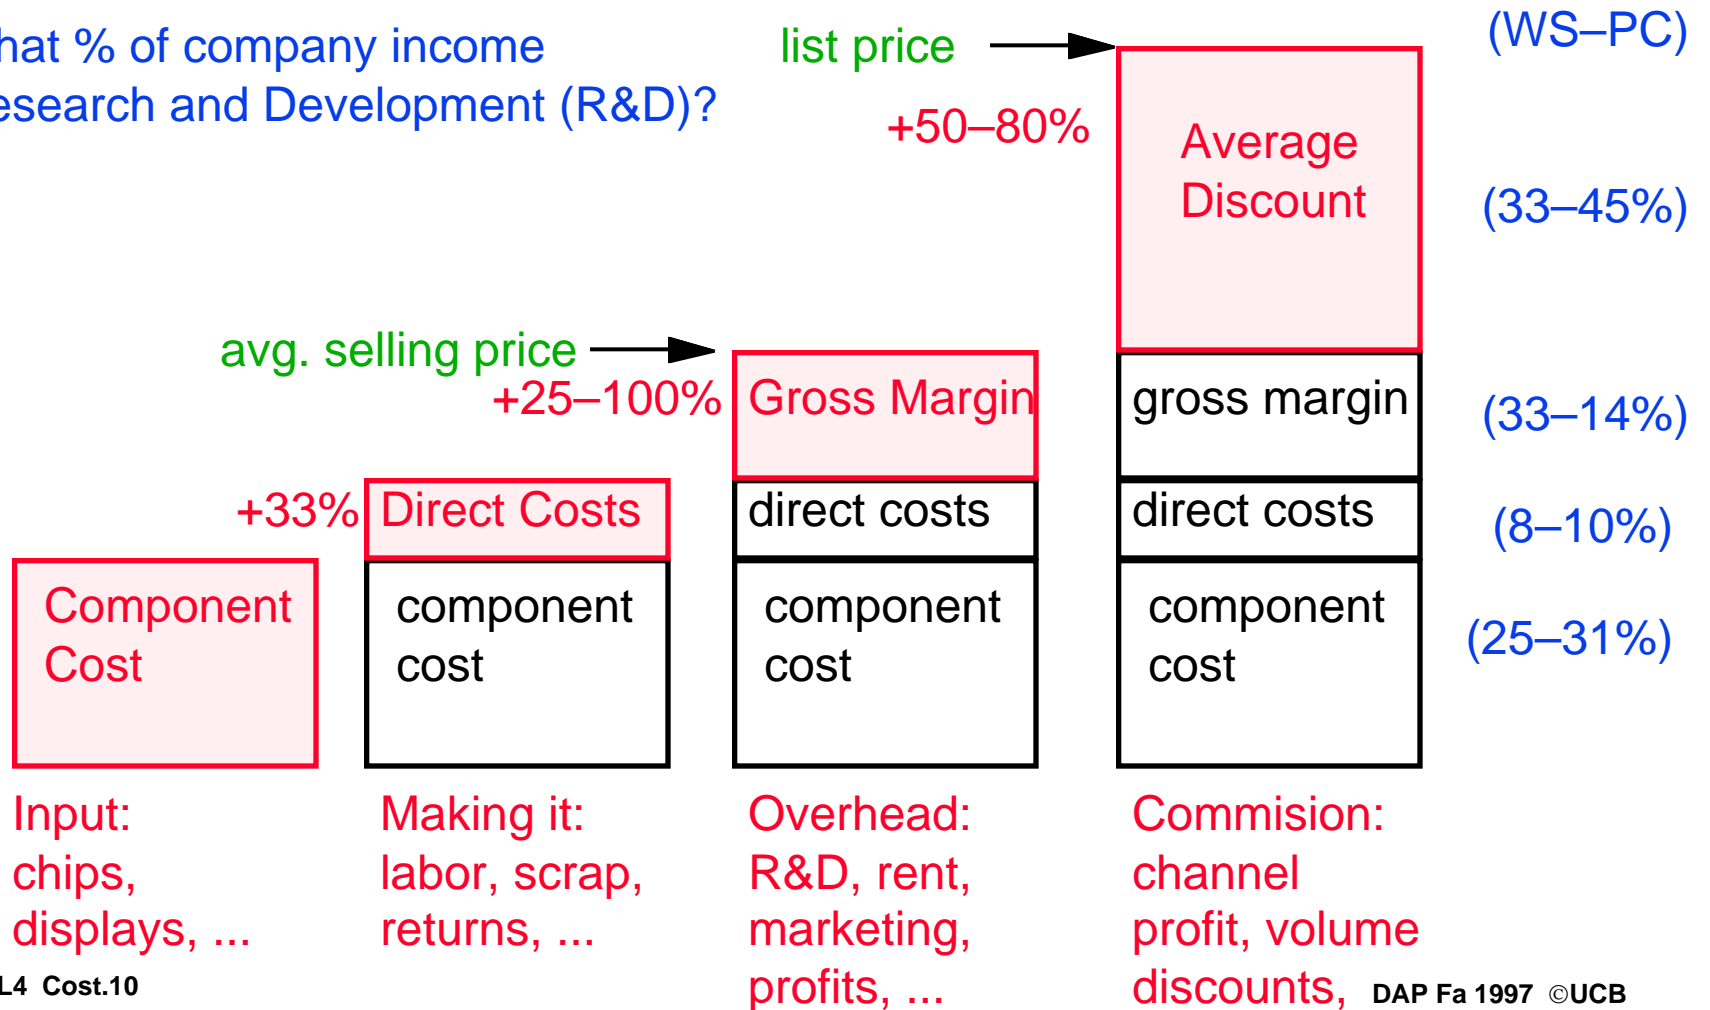 hat % of company income
esearch and Development (R&D)?
list price
(WS–PC)
+50–80%
Average
Discount
(33–45%)
avg. selling price
+25–100%
Gross Margin
gross margin
(33–14%)
+33%
Direct Costs
direct costs
direct costs
(8–10%)
Component
Cost
component
cost
component
cost
component
cost
(25–31%)
Input:
chips,
displays, ...
Making it:
labor, scrap,
returns, ...
Overhead:
R&D, rent,
marketing,
profits, ...
Commision:
channel
profit, volume
discounts,
L4 Cost.10
DAP Fa 1997 ©UCB